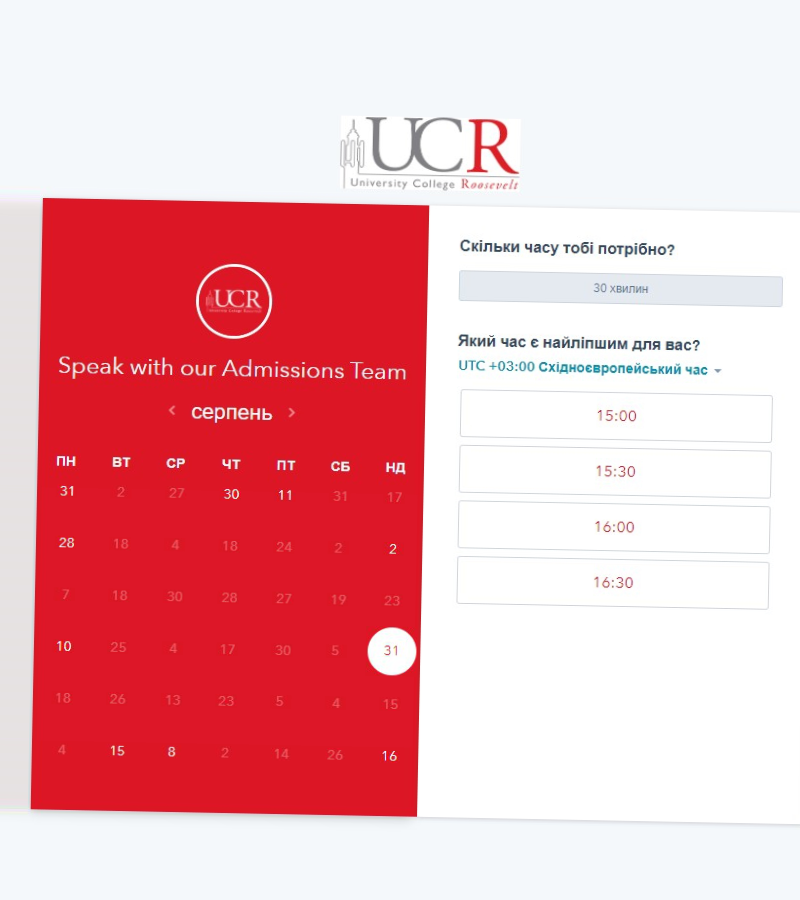 UCR
University College Roosevelt
UCR
University College Roosevelt
Speak with our Admissions Team
серпень
ПН ВТ СР ЧТ ПТ СБ НД
31 2 27 30 11 31 17
28 18 4 18 24 2 2
7 18 30 28 27 19 23
10 25 4 17 30 5 31
18 26 13 23 5 4 15
4 15 8 2 14 26 16
Скільки часу тобі потрібно?
30 хвилин
Який час є найліпшим для вас?
UTC +03:00 Східноєвропейський час
15:00
15:30
16:00
16:30